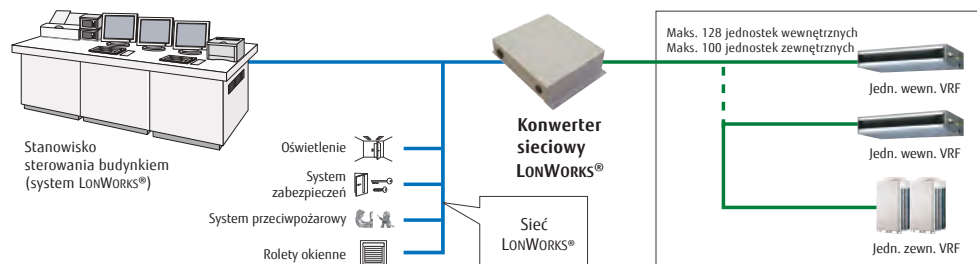 Stanowisko
sterowania budynkiem
(system LONWORKS®)
Oświetlenie
System
zabezpieczeń
System przeciwpożarowy
Rolety okienne
Sieć
LONWORKS®
Konwerter
sieciowy
LONWORKS®
Maks. 128 jednostek wewnętrznych
Maks. 100 jednostek zewnętrznych
Jedn. wewn. VRF
Jedn. wewn. VRF
Jedn. zewn. VRF